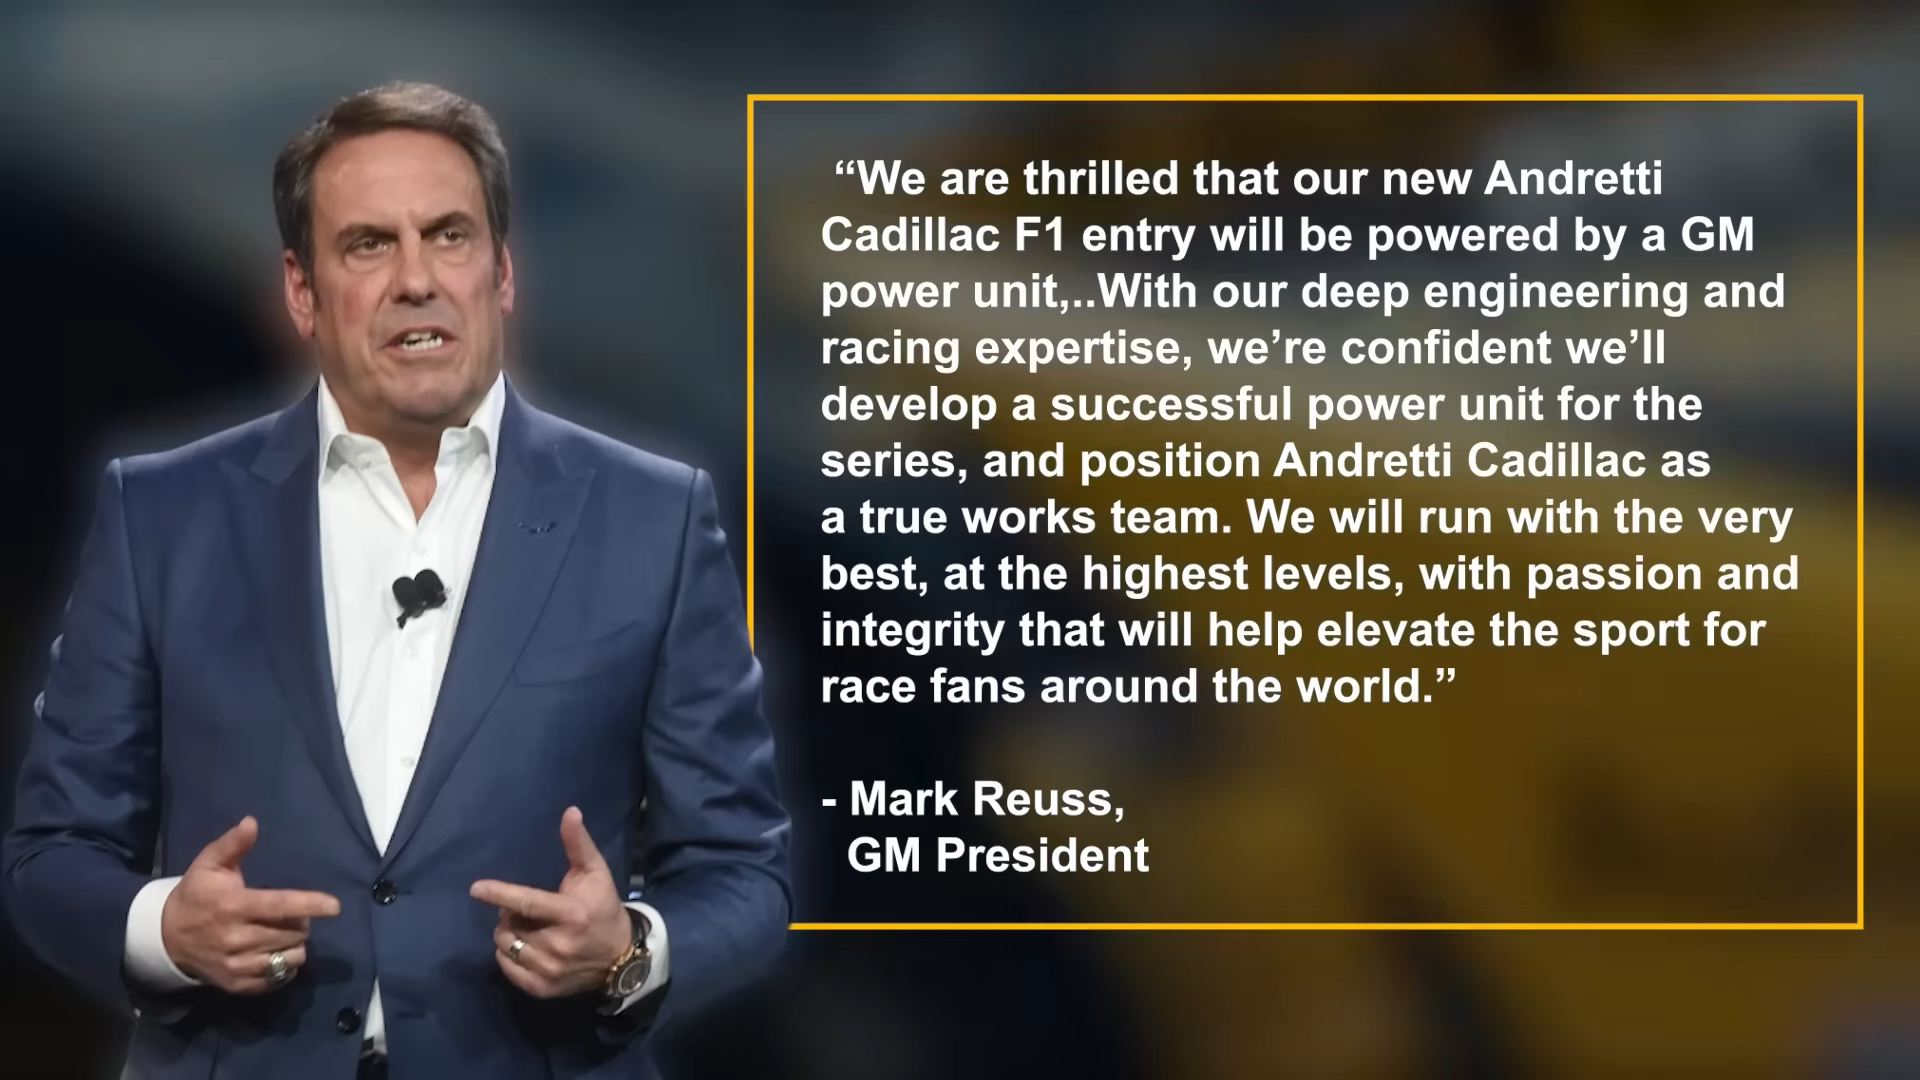 “We are thrilled that our new Andretti
Cadillac F1 entry will be powered by a GM
power unit,..With our deep engineering and
racing expertise, we’re confident we’ll
develop a successful power unit for the
series, and position Andretti Cadillac as
a true works team. We will run with the very
best, at the highest levels, with passion and
integrity that will help elevate the sport for
race fans around the world.”
- Mark Reuss,
GM President